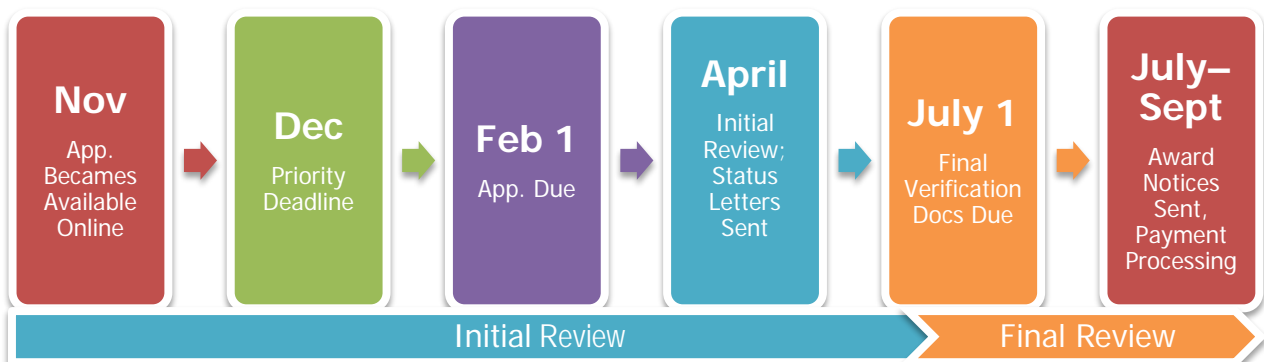 Nov
App.
Becames
Available
Online
Dec
Priority
Deadline
Feb 1
App. Due
April
Initial
Review;
Status
Letters
Sent
July 1
Final
Verification
Docs Due
July–
Sept
Award
Notices
Sent,
Payment
Processing
Initial Review
Final Review